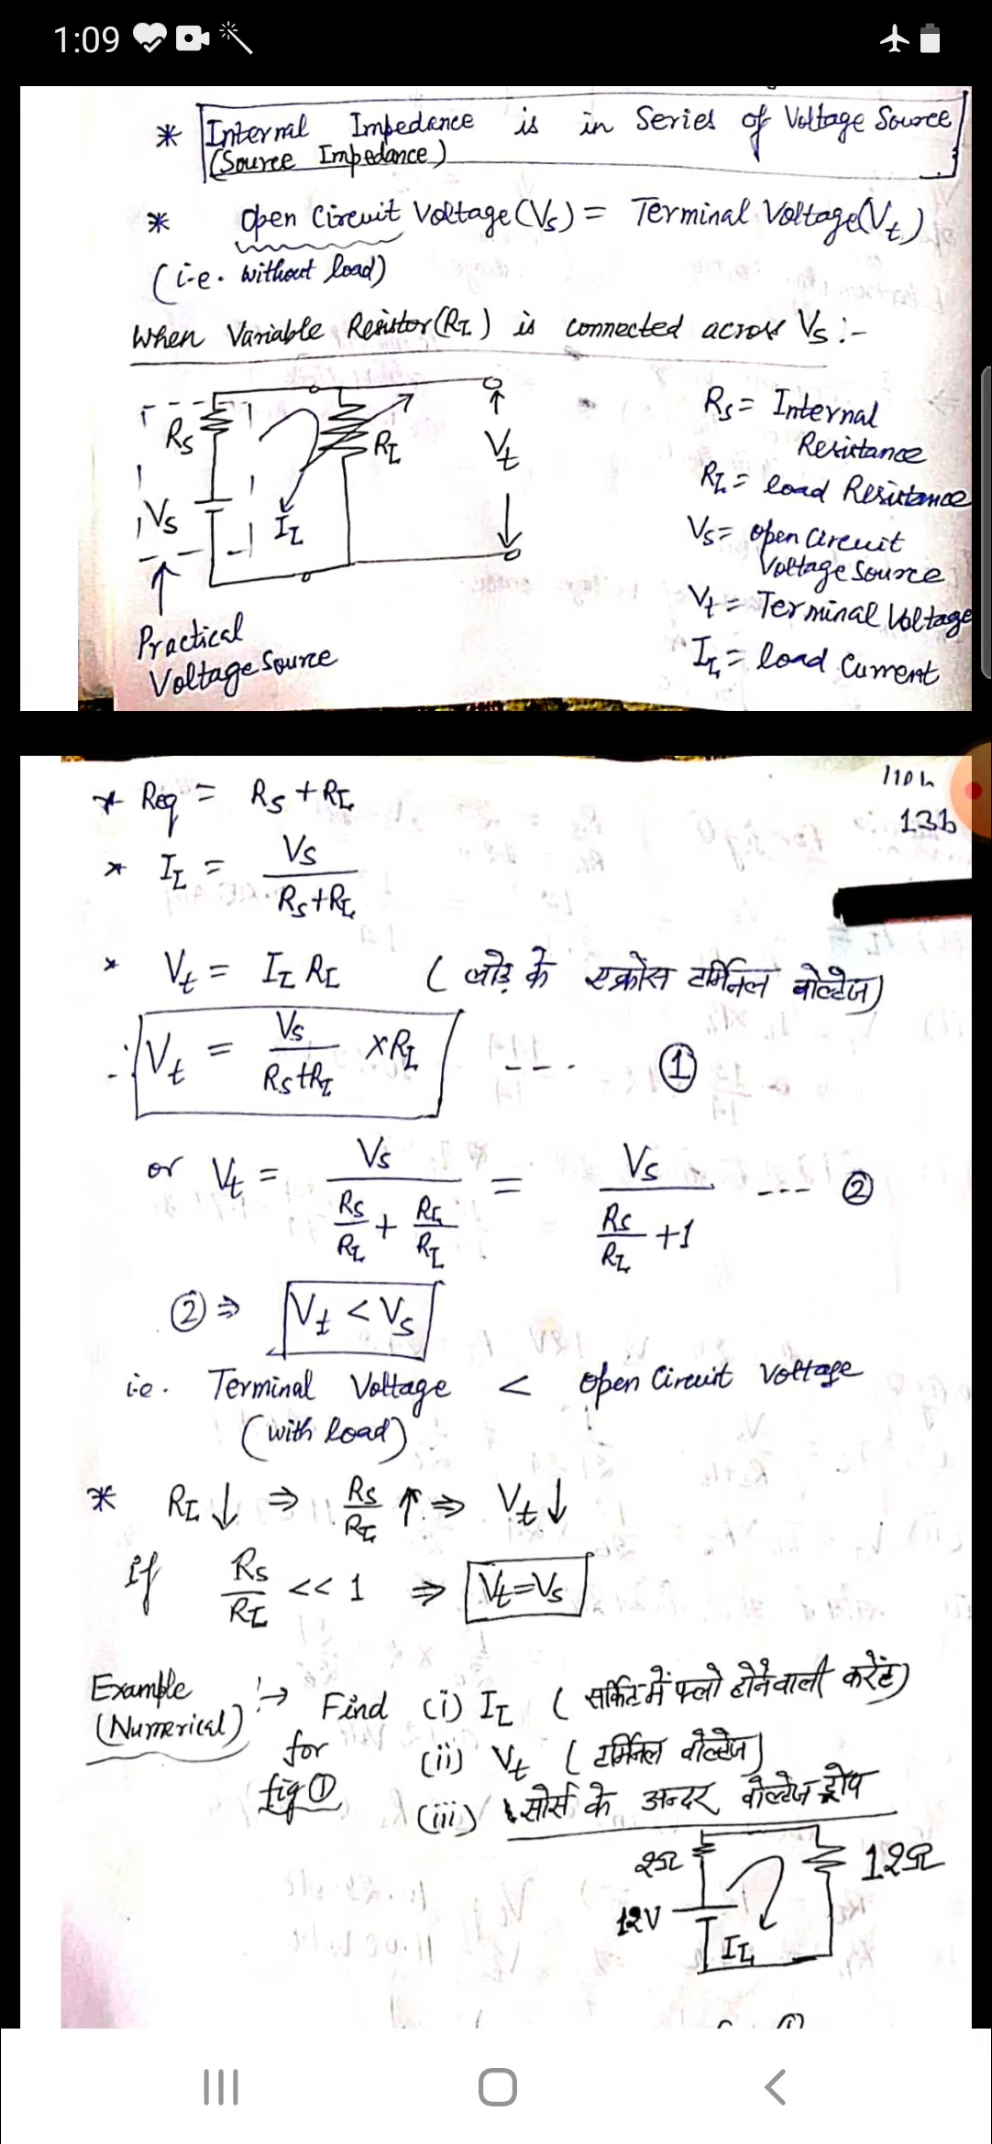 1:09
* Internal Impedance is in Series of Voltage Source
(Source Impedance)
* Open Circuit Voltage (Vs) = Terminal Voltage (Vt)
(i.e. without load)
When Variable Resistor (RL) is connected across Vs :-
Rs
RL
Vt
Vs
IL
Practical
Voltage Source
Rs = Internal
Resistance
RL = load Resistance
Vs = open circuit
Voltage source
Vt = Terminal Voltage
IL = load Current
131
* Req = Rs + RL
* IL = Vs / Rs+RL
* Vt = IL RL ( लोड़ के एक्रोस टर्मिनल वोल्टेज)
∴ Vt = Vs / Rs+RL × RL --- ①
or Vt = Vs / Rs/RL + RL/RL = Vs / Rs/RL + 1 --- ②
② ⇒ Vt < Vs
i.e. Terminal Voltage < open Circuit Voltage
(with load)
* RL ↓ ⇒ Rs/RL ↑ ⇒ Vt ↓
If Rs/RL << 1 ⇒ Vt = Vs
Example :→ Find (i) IL ( सर्किट में फ्लो होनेवाली करेंट)
(Numerical)
for (ii) Vt ( टर्मिनल वोल्टेज)
fig ① (iii) सोर्स के अन्दर वोल्टेज ड्रोप
2Ω
12Ω
12V
IL